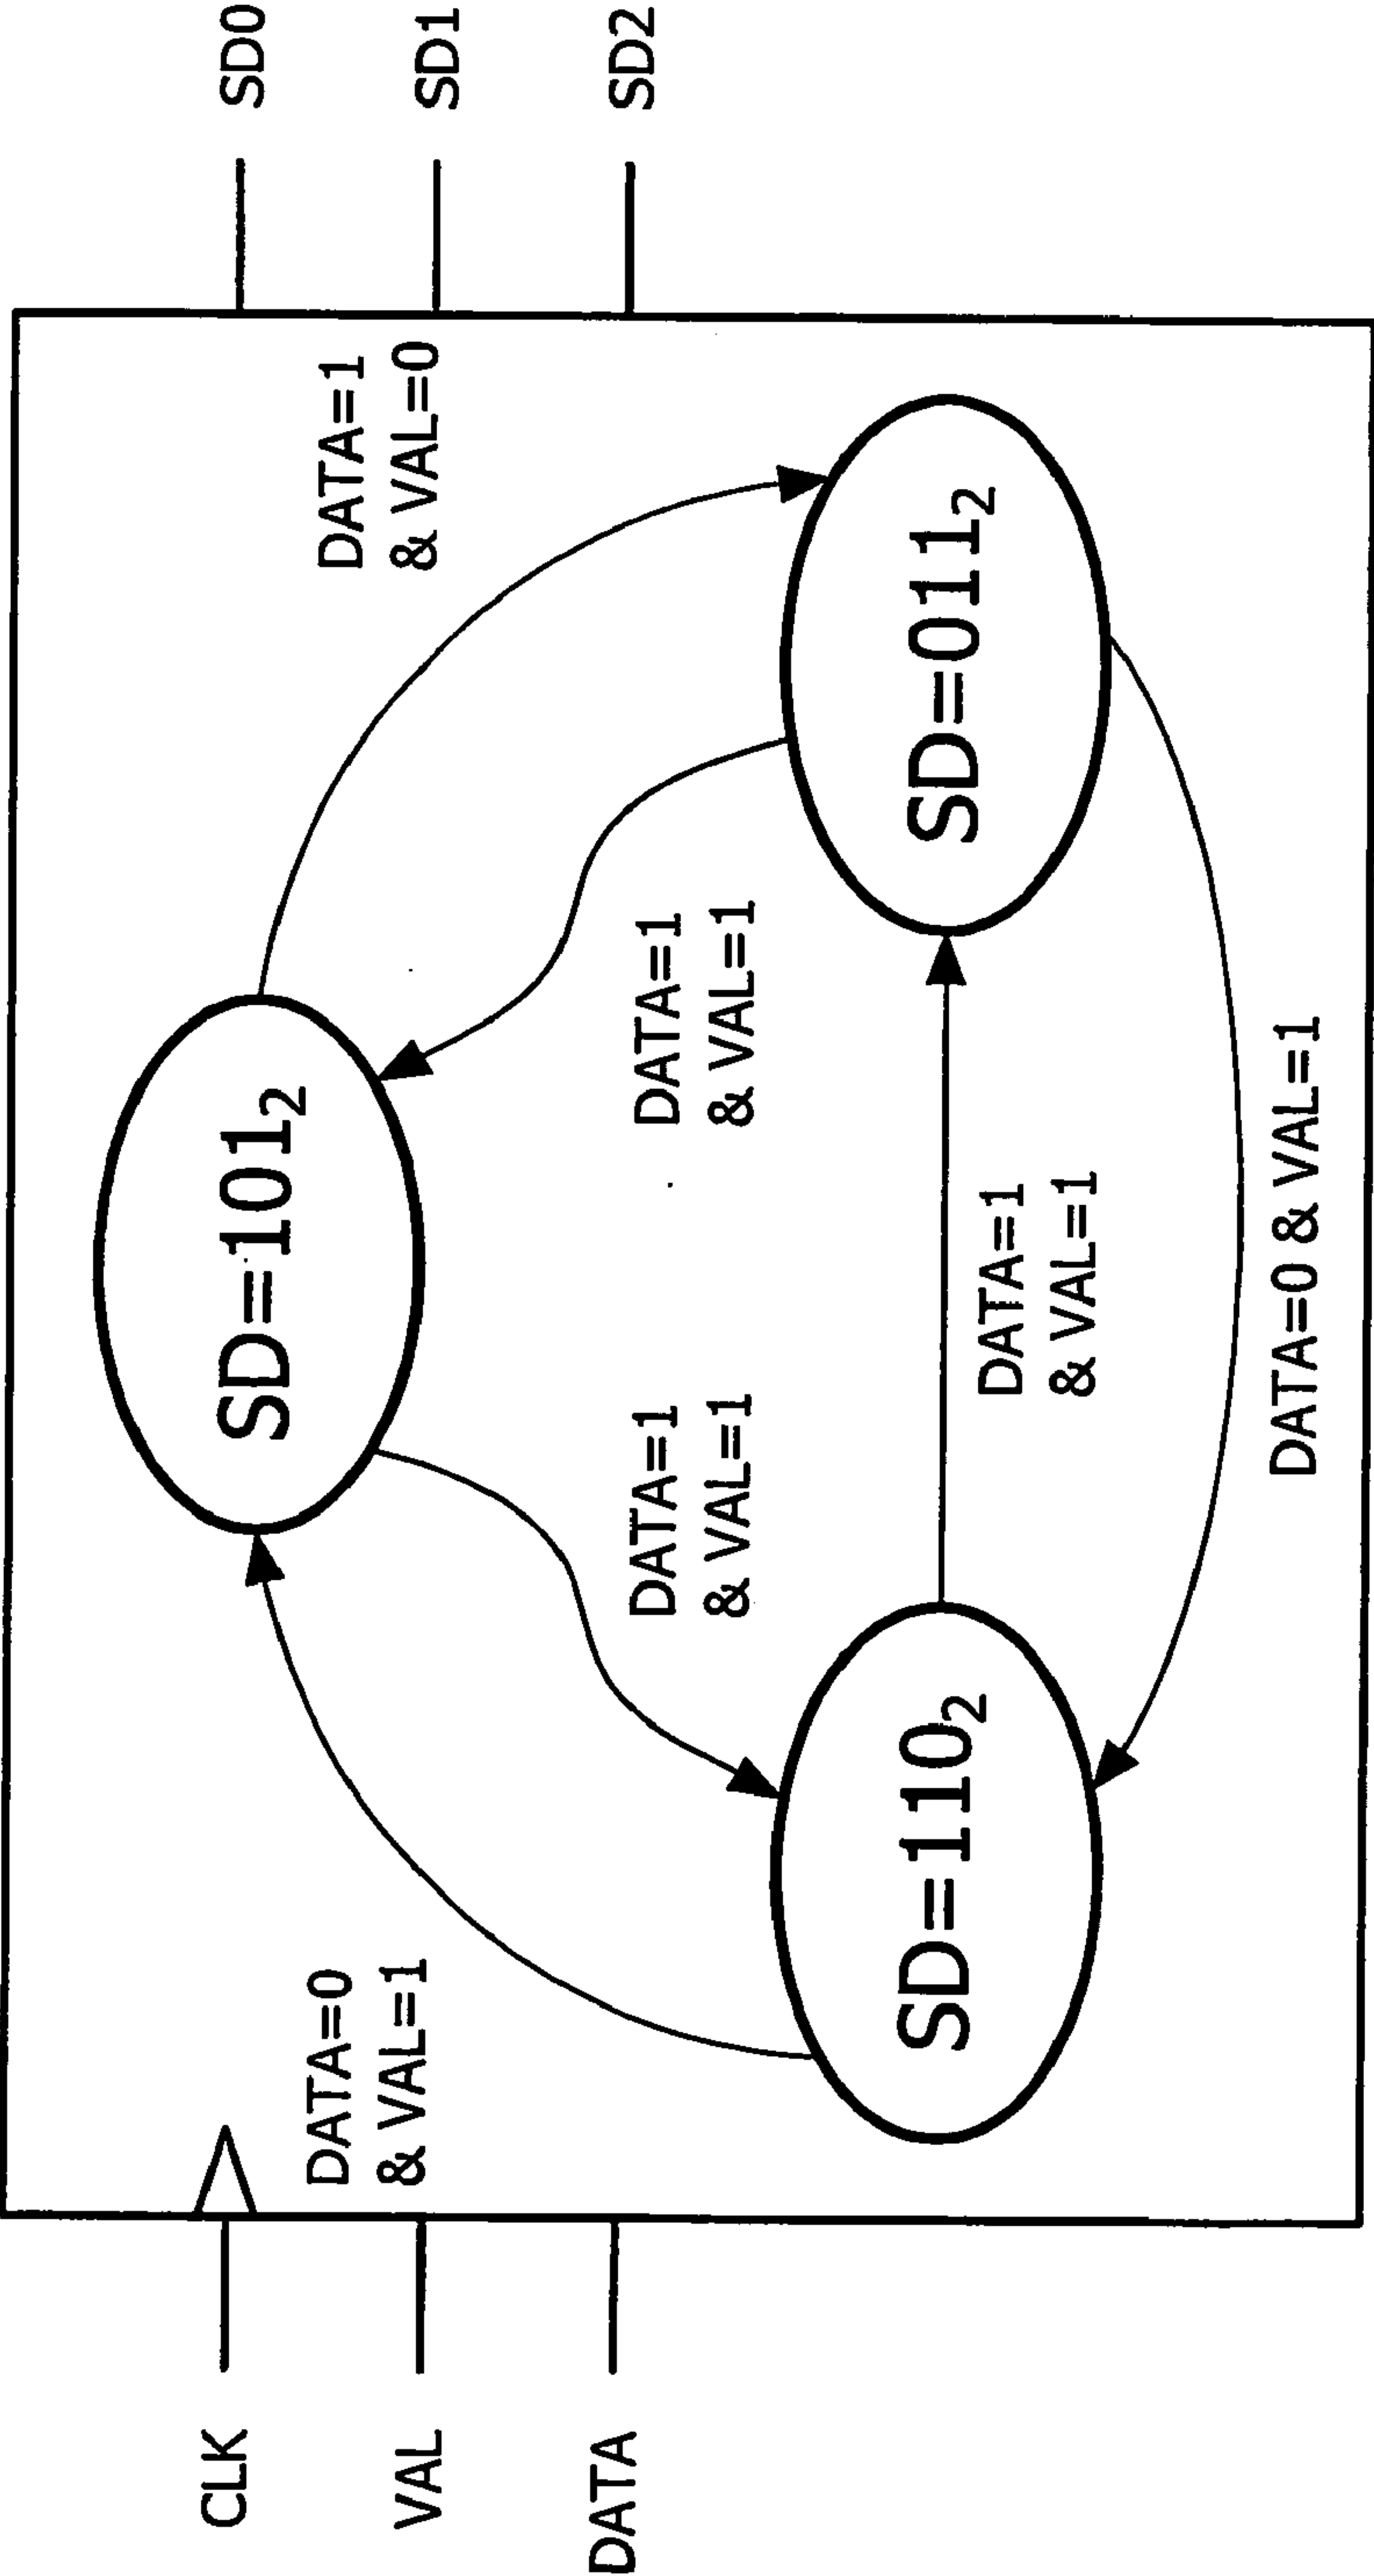 CLK
VAL
DATA
SD0
SD1
SD2
DATA=0
& VAL=1
SD=101₂
DATA=1
& VAL=0
DATA=1
& VAL=1
DATA=1
& VAL=1
SD=110₂
DATA=1
& VAL=1
SD=011₂
DATA=0 & VAL=1